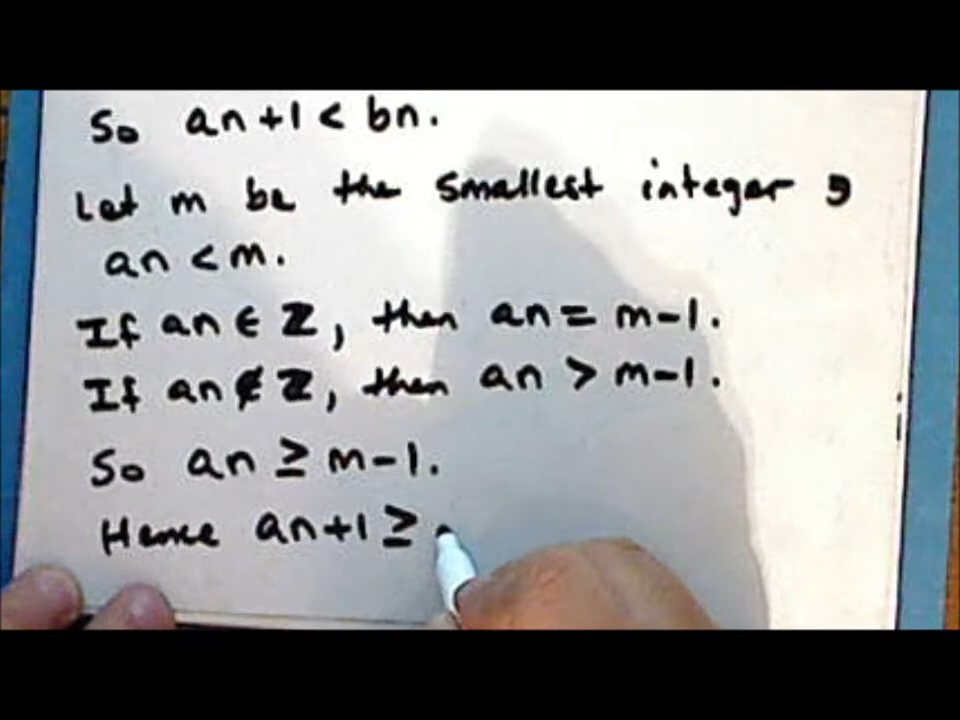 So an+1 < bn.
Let m be the smallest integer ∋
an < m.
If an ∈ ℤ, then an = m-1.
If an ∉ ℤ, then an > m-1.
So an ≥ m-1.
Hence an+1 ≥